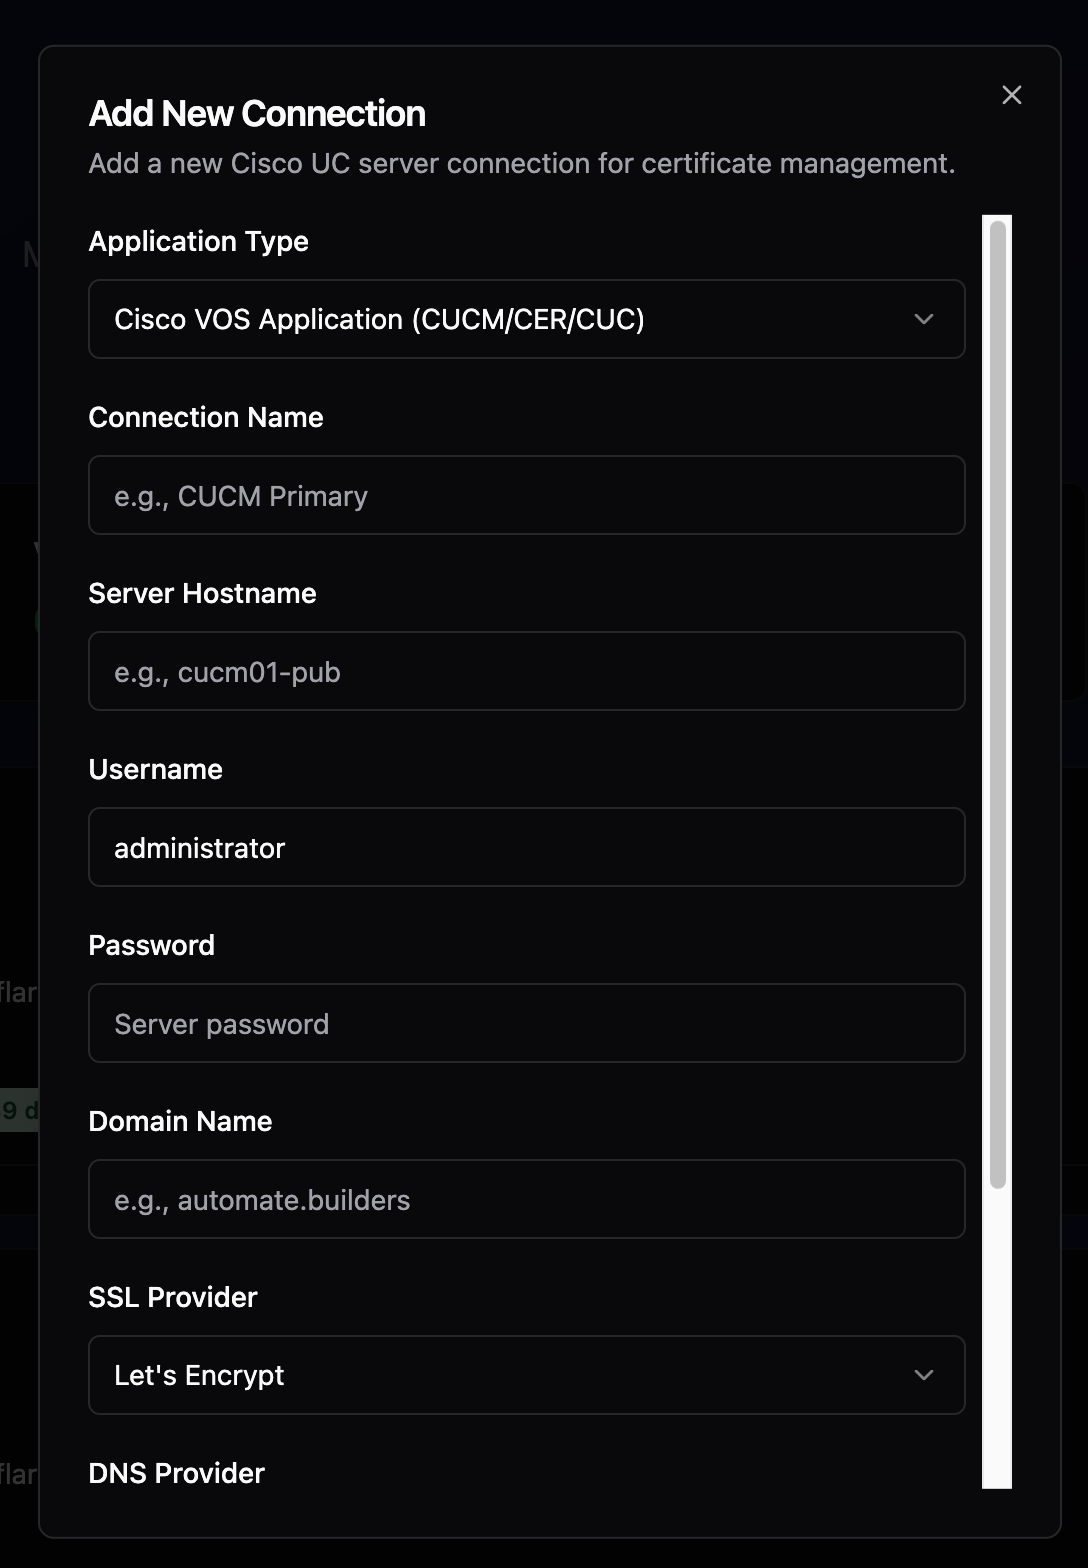 Add New Connection
Add a new Cisco UC server connection for certificate management.
Application Type
Cisco VOS Application (CUCM/CER/CUC)
Connection Name
e.g., CUCM Primary
Server Hostname
e.g., cucm01-pub
Username
administrator
Password
Server password
Domain Name
e.g., automate.builders
SSL Provider
Let's Encrypt
DNS Provider